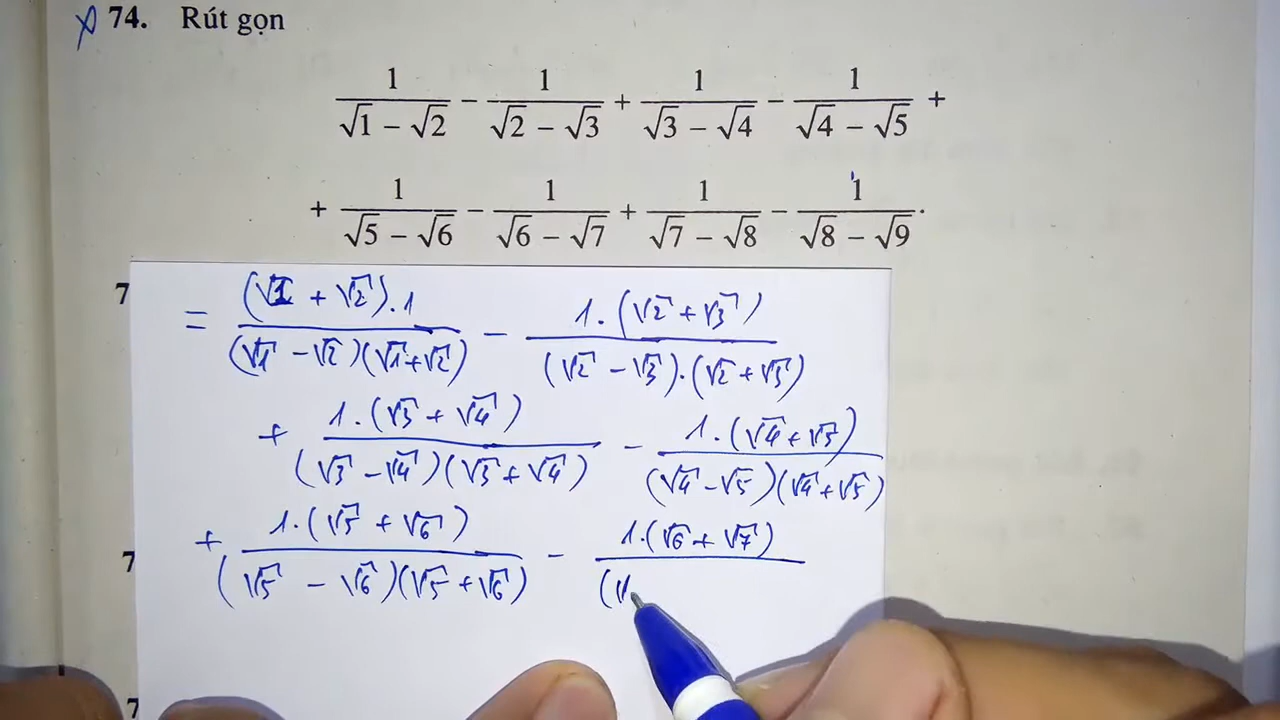 74. Rút gọn
1/(√1 − √2) − 1/(√2 − √3) + 1/(√3 − √4) − 1/(√4 − √5) +
+ 1/(√5 − √6) − 1/(√6 − √7) + 1/(√7 − √8) − 1/(√8 − √9).
7
= (√1 + √2).1/((√1 − √2)(√1+√2)) − 1.(√2+√3)/((√2 − √3).(√2+√3))
+ 1.(√3+√4)/((√3 − √4)(√3+√4)) − 1.(√4+√5)/((√4−√5)(√4+√5))
7
+ 1.(√5+√6)/((√5 − √6)(√5+√6)) − 1.(√6+√7)/(√
7